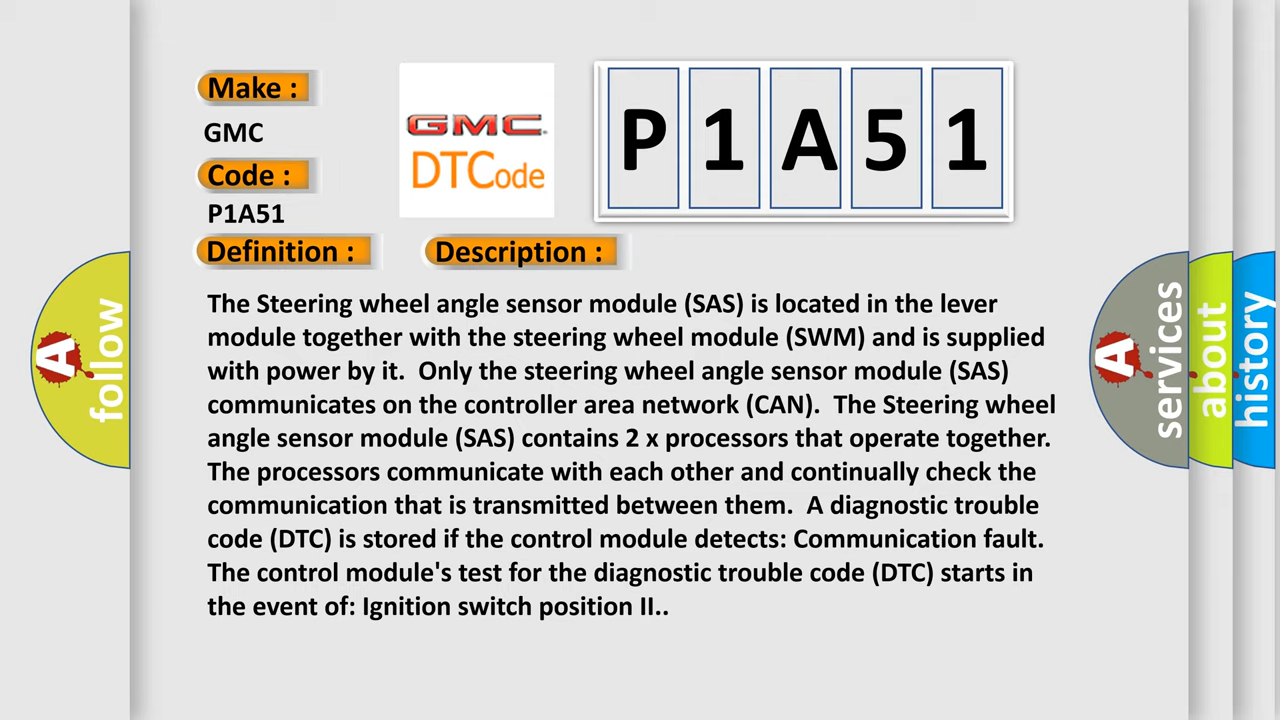 Make :
GMC
Code :
P1A51
GMC
DTCode
P1A51
Definition :
Description :
The Steering wheel angle sensor module (SAS) is located in the lever
module together with the steering wheel module (SWM) and is supplied
with power by it.  Only the steering wheel angle sensor module (SAS)
communicates on the controller area network (CAN).  The Steering wheel
angle sensor module (SAS) contains 2 x processors that operate together.
The processors communicate with each other and continually check the
communication that is transmitted between them.  A diagnostic trouble
code (DTC) is stored if the control module detects: Communication fault.
The control module's test for the diagnostic trouble code (DTC) starts in
the event of: Ignition switch position II..
A
follow
A
services
about
history